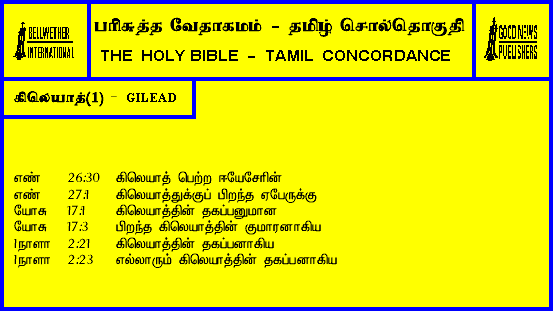 BELLWETHER
INTERNATIONAL
பரிசுத்த வேதாகமம் - தமிழ் சொல்தொகுதி
THE HOLY BIBLE - TAMIL CONCORDANCE
GOOD NEWS
PUBLISHERS
கிலெயாத்(1) - GILEAD
எண் 26:30 கிலெயாத் பெற்ற ஈயேசேரின்
எண் 27:1 கிலெயாத்துக்குப் பிறந்த ஏபேருக்கு
யோசு 17:1 கிலெயாத்தின் தகப்பனுமான
யோசு 17:3 பிறந்த கிலெயாத்தின் குமாரனாகிய
1நாளா 2:21 கிலெயாத்தின் தகப்பனாகிய
1நாளா 2:23 எல்லாரும் கிலெயாத்தின் தகப்பனாகிய